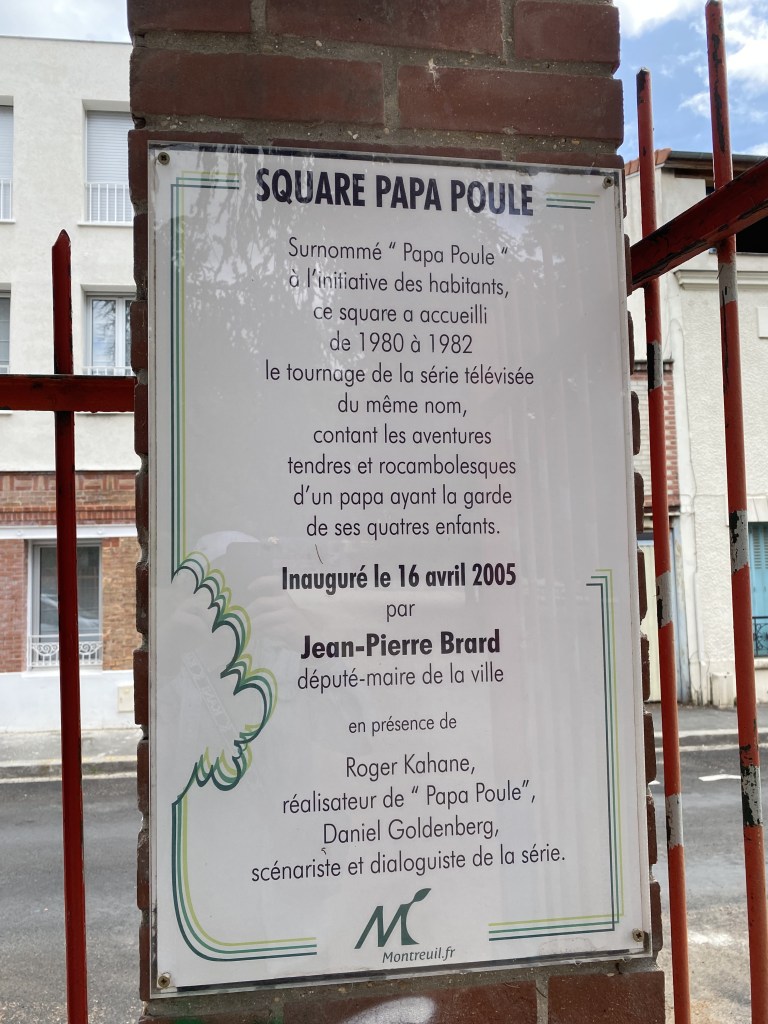 SQUARE PAPA POULE
Surnommé “ Papa Poule “
à l’initiative des habitants,
ce square a accueilli
de 1980 à 1982
le tournage de la série télévisée
du même nom,
contant les aventures
tendres et rocambolesques
d’un papa ayant la garde
de ses quatres enfants.
Inauguré le 16 avril 2005
par
Jean-Pierre Brard
député-maire de la ville
en présence de
Roger Kahane,
réalisateur de “ Papa Poule”,
Daniel Goldenberg,
scénariste et dialoguiste de la série.
M
Montreuil.fr